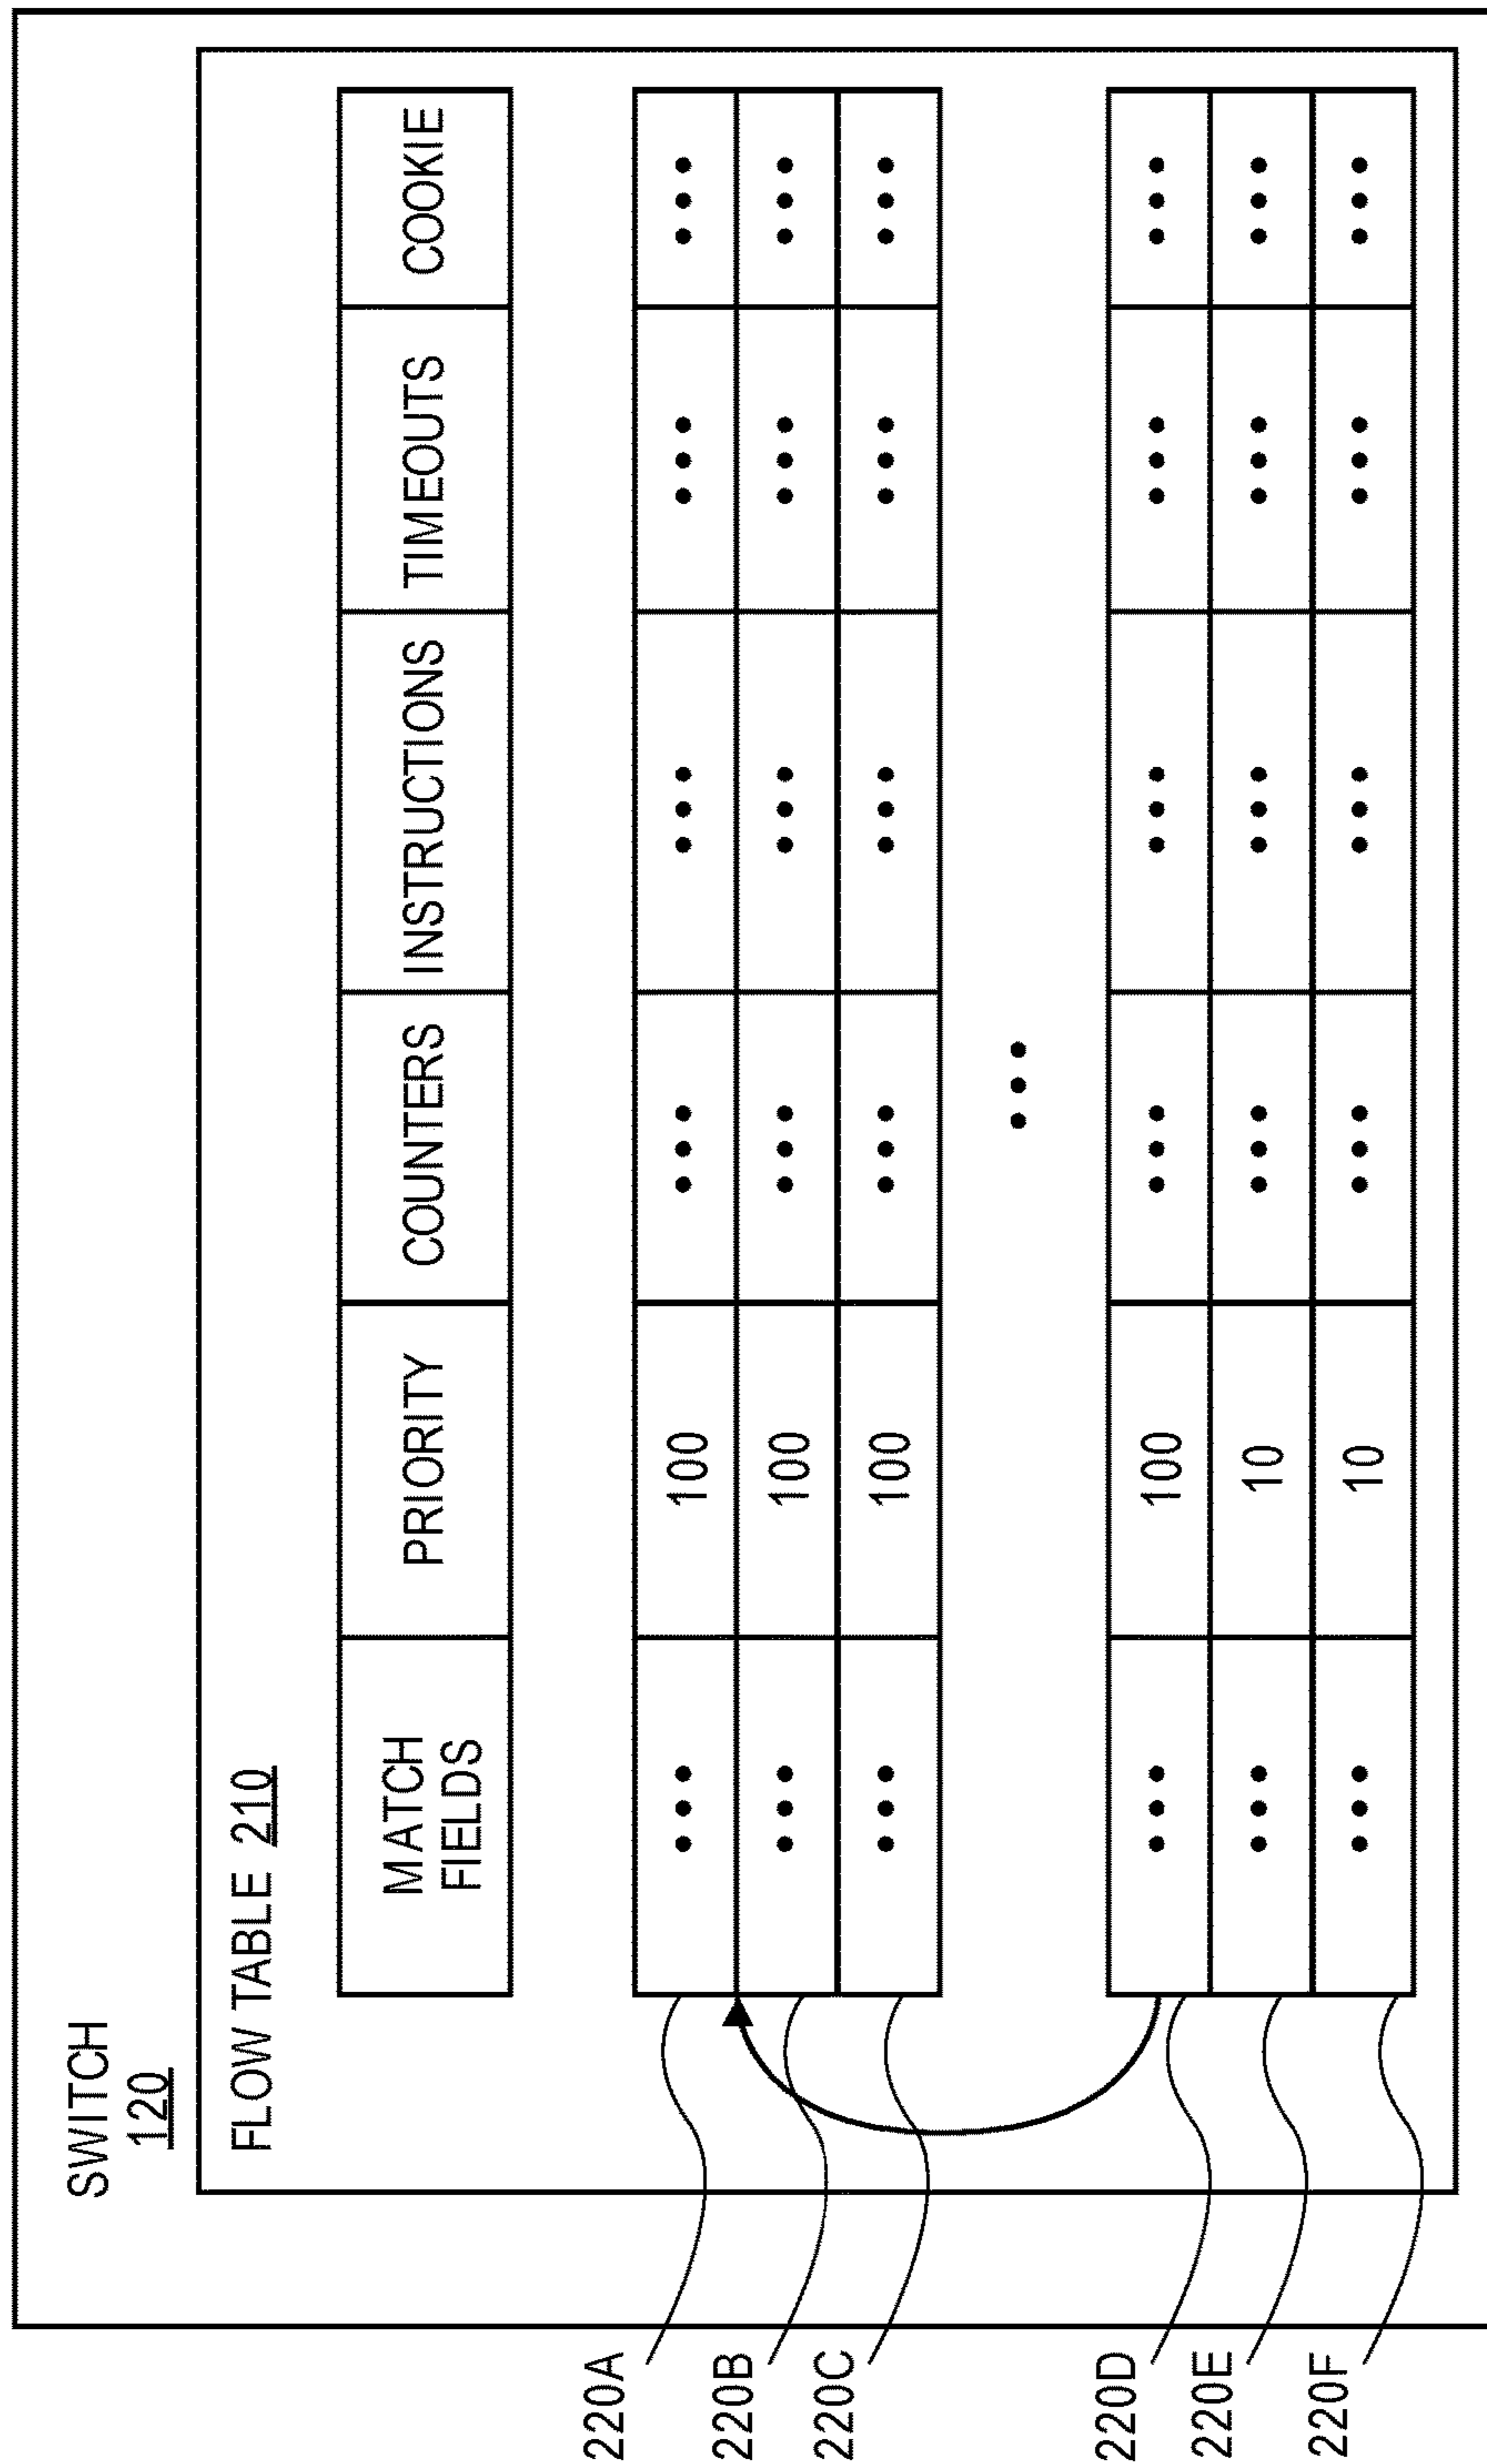 SWITCH
120
FLOW TABLE 210
MATCH FIELDS PRIORITY COUNTERS INSTRUCTIONS TIMEOUTS COOKIE
220A ••• 100 ••• ••• ••• •••
220B ••• 100 ••• ••• ••• •••
220C ••• 100 ••• ••• ••• •••
•••
220D ••• 100 ••• ••• ••• •••
220E ••• 10 ••• ••• ••• •••
220F ••• 10 ••• ••• ••• •••